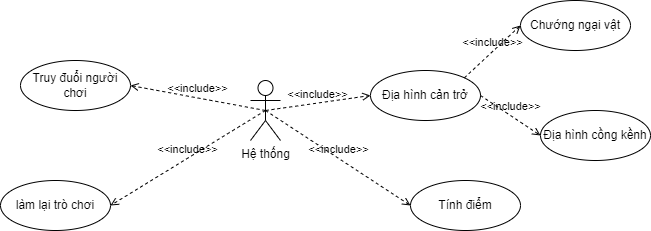 Chướng ngại vật
<<include>>
Truy đuổi người
chơi
<<include>>
<<include>>
Địa hình cản trở
<<include>>
Địa hình cồng kềnh
<<include>>
Hệ thống
<<include>>
làm lại trò chơi
Tính điểm